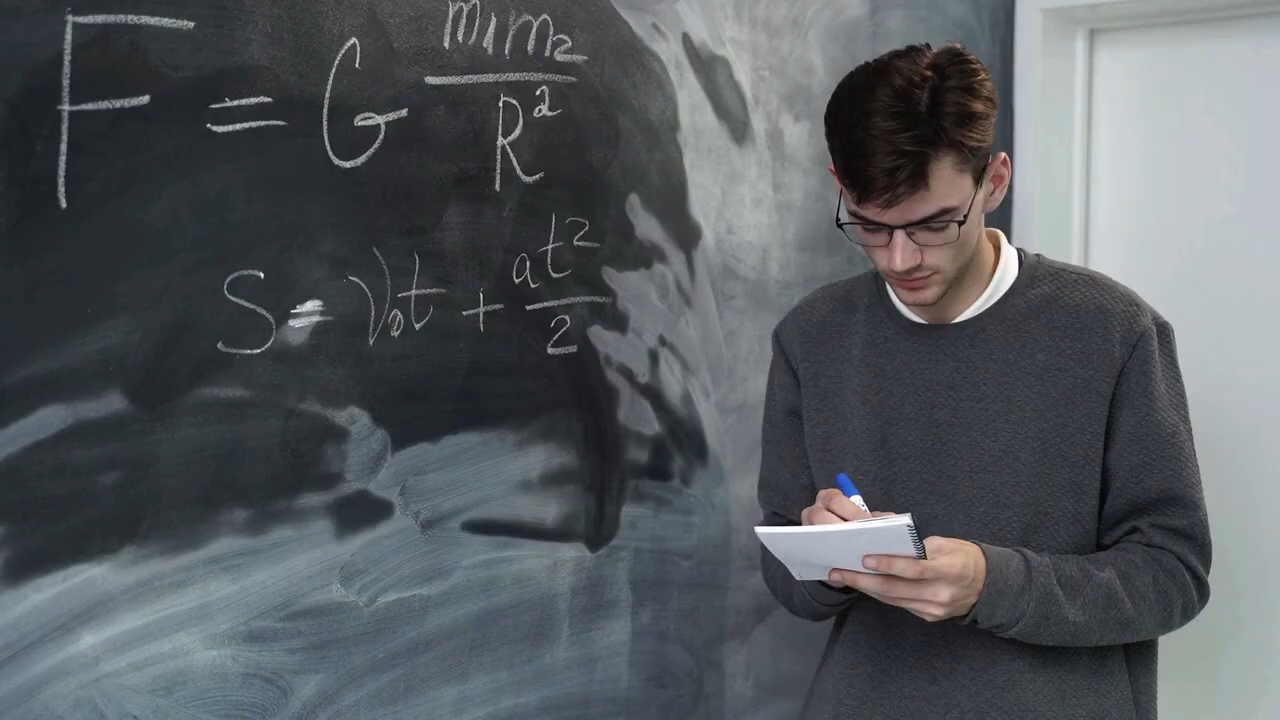 F = G m₁m₂/R²
S = V₀t + at²/2